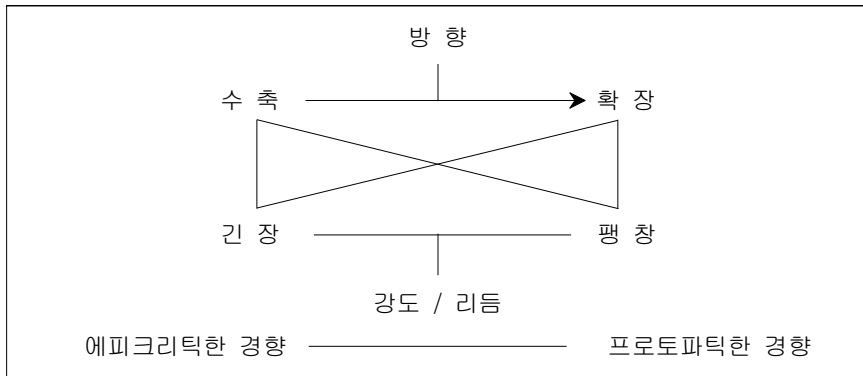 방 향
수 축 확 장
긴 장 팽 창
강도 / 리듬
에피크리틱한 경향 프로토파틱한 경향